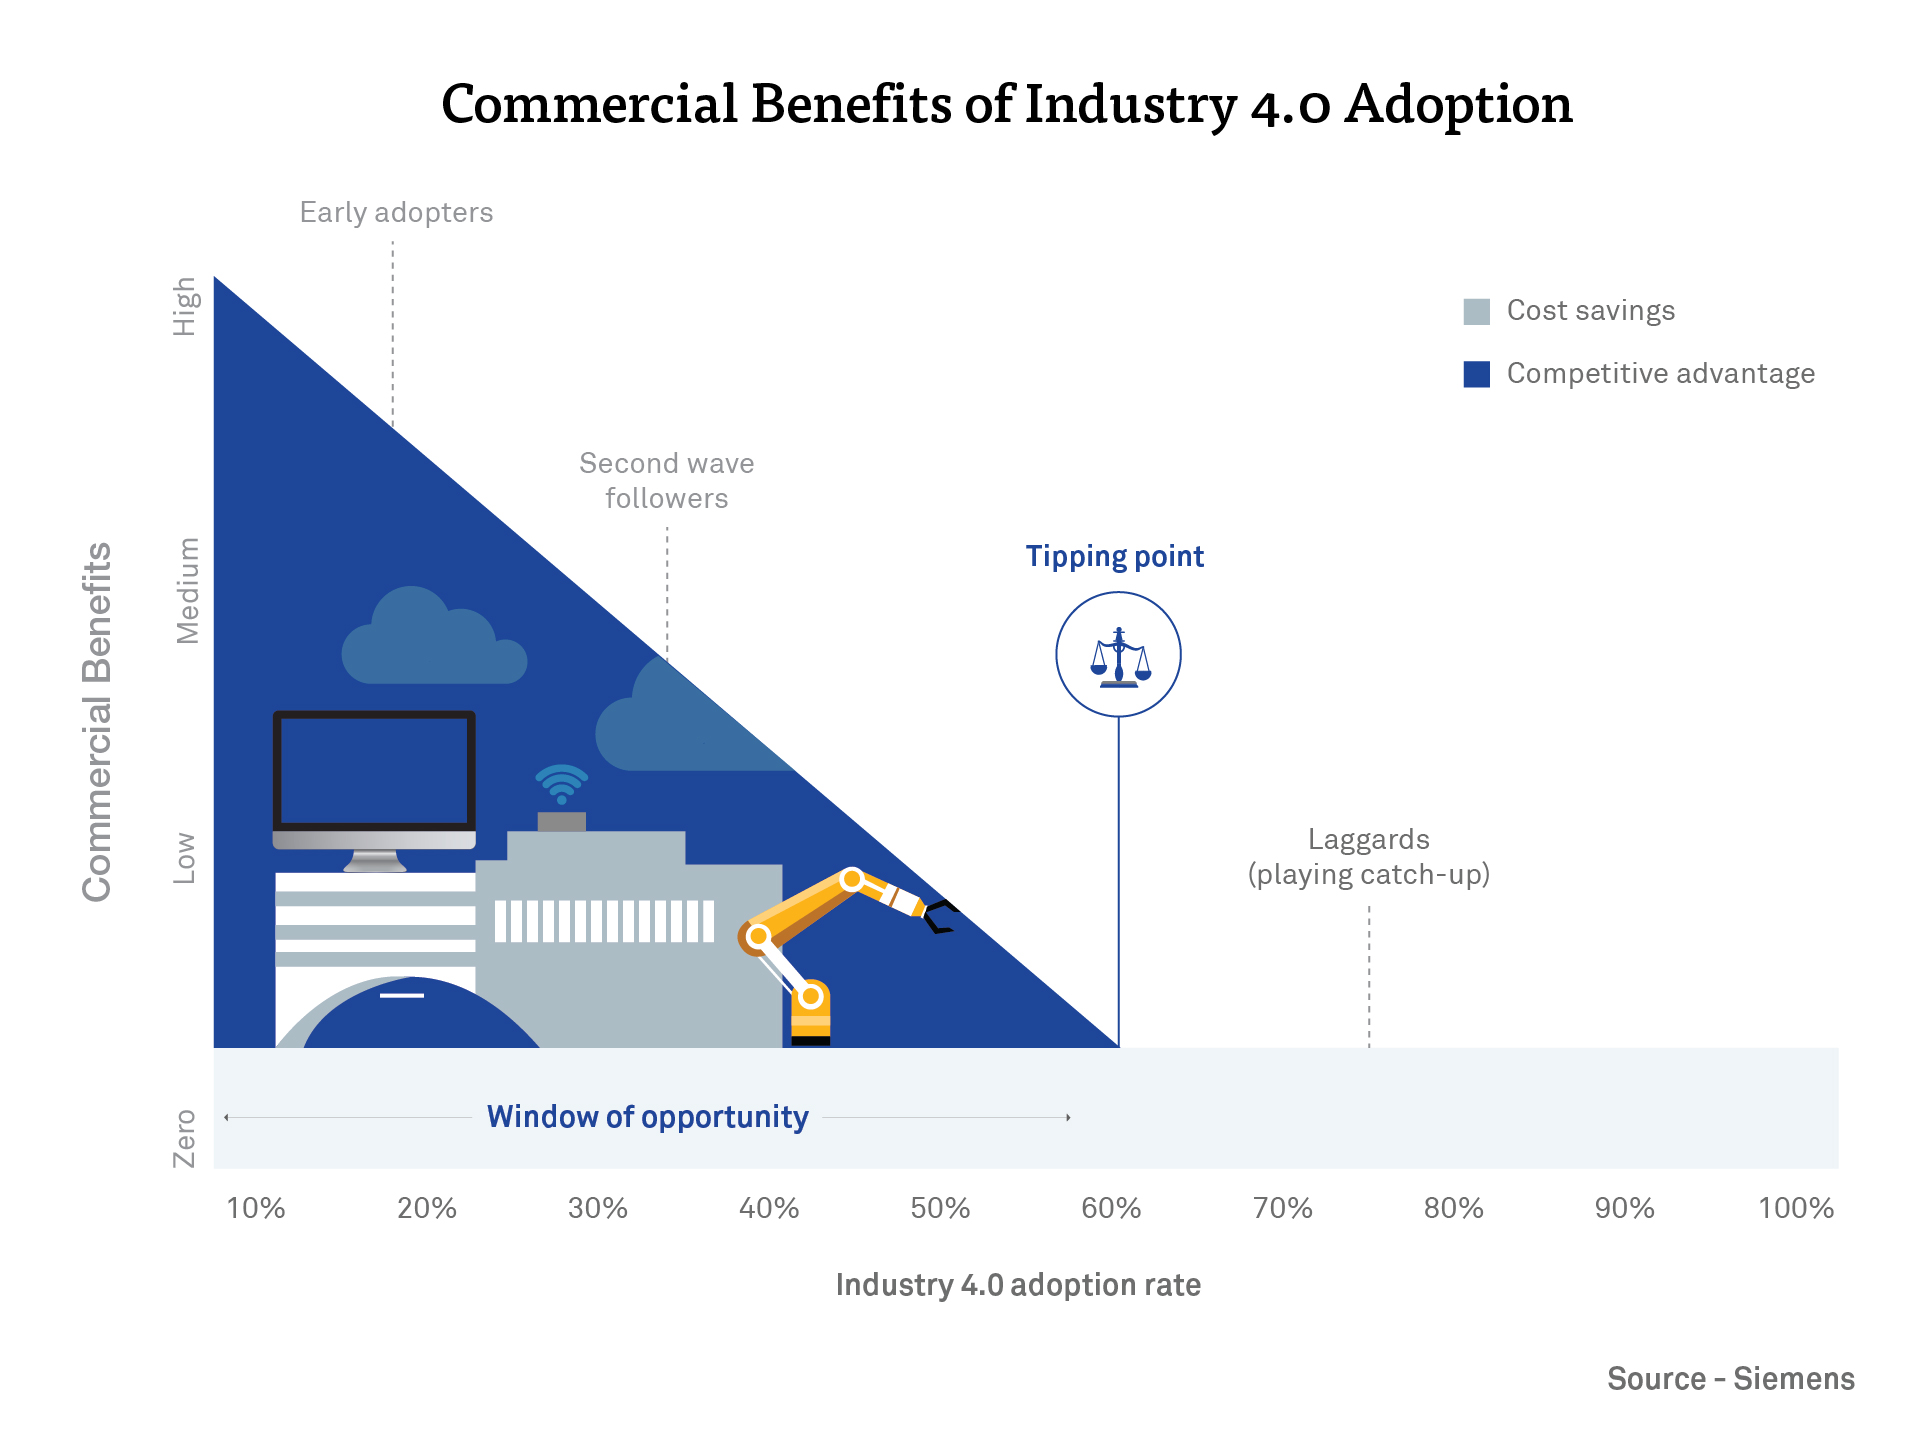 Commercial Benefits of Industry 4.0 Adoption
Early adopters
Second wave
followers
Tipping point
Laggards
(playing catch-up)
Cost savings
Competitive advantage
Commercial Benefits
High
Medium
Low
Zero
Window of opportunity
10% 20% 30% 40% 50% 60% 70% 80% 90% 100%
Industry 4.0 adoption rate
Source - Siemens